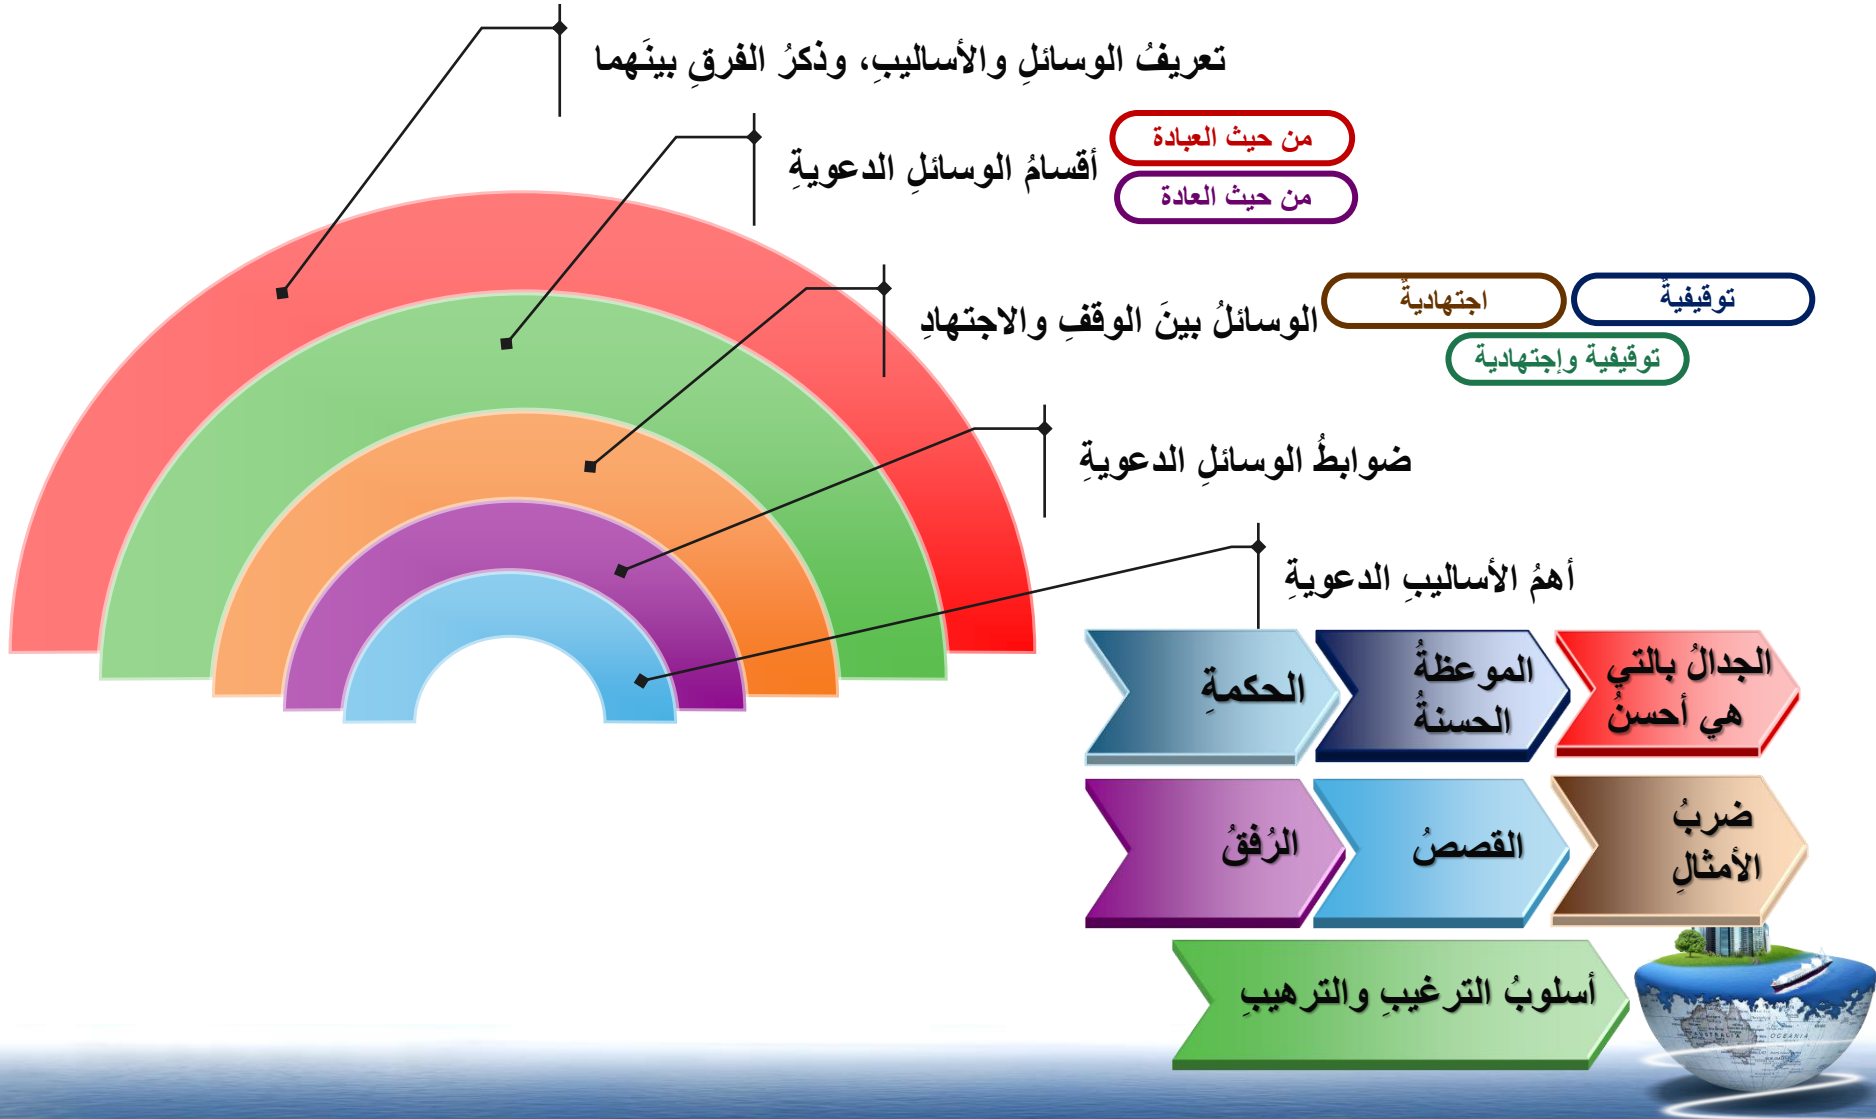 تعريفُ الوسائلِ والأساليبِ، وذكرُ الفرقِ بينَهما
أقسامُ الوسائلِ الدعويةِ
من حيث العبادة
من حيث العادة
الوسائلُ بينَ الوقفِ والاجتهادِ
توقيفيةٌ
اجتهاديةٌ
توقيفية وإجتهادية
ضوابطُ الوسائلِ الدعويةِ
أهمُ الأساليبِ الدعويةِ
الحكمةِ
الموعظةُ
الحسنةُ
الجدالُ بالتي
هي أحسنُ
الرُفقُ
القصصُ
ضربُ
الأمثالِ
أسلوبُ الترغيبِ والترهيبِ
AUSTRALIA
OCEANIA